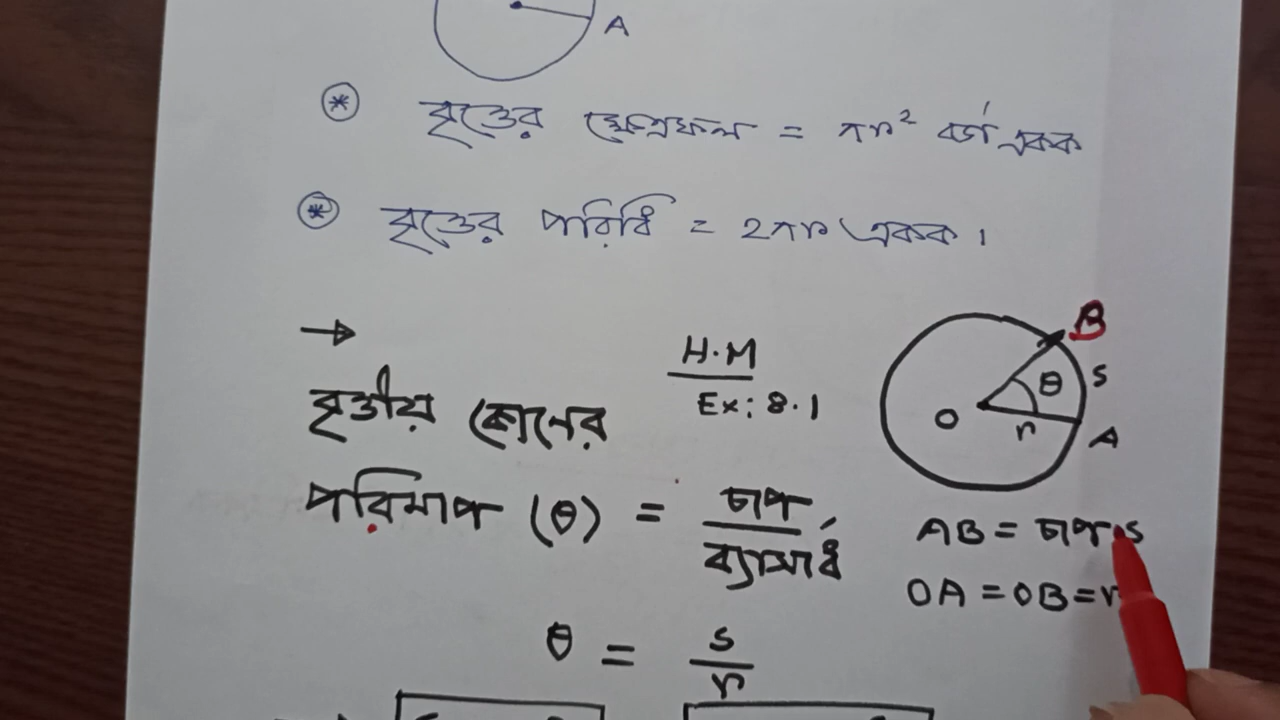 A
* বৃত্তের ক্ষেত্রফল = πr² বর্গ একক
* বৃত্তের পরিধি = 2πr একক।
→
H.M
Ex: 8.1
বৃত্তীয় কোনের
পরিমাপ (θ) = চাপ / ব্যাসার্ধ
B
θ
S
O
r
A
AB = চাপ S
OA = OB = r
θ = s / r